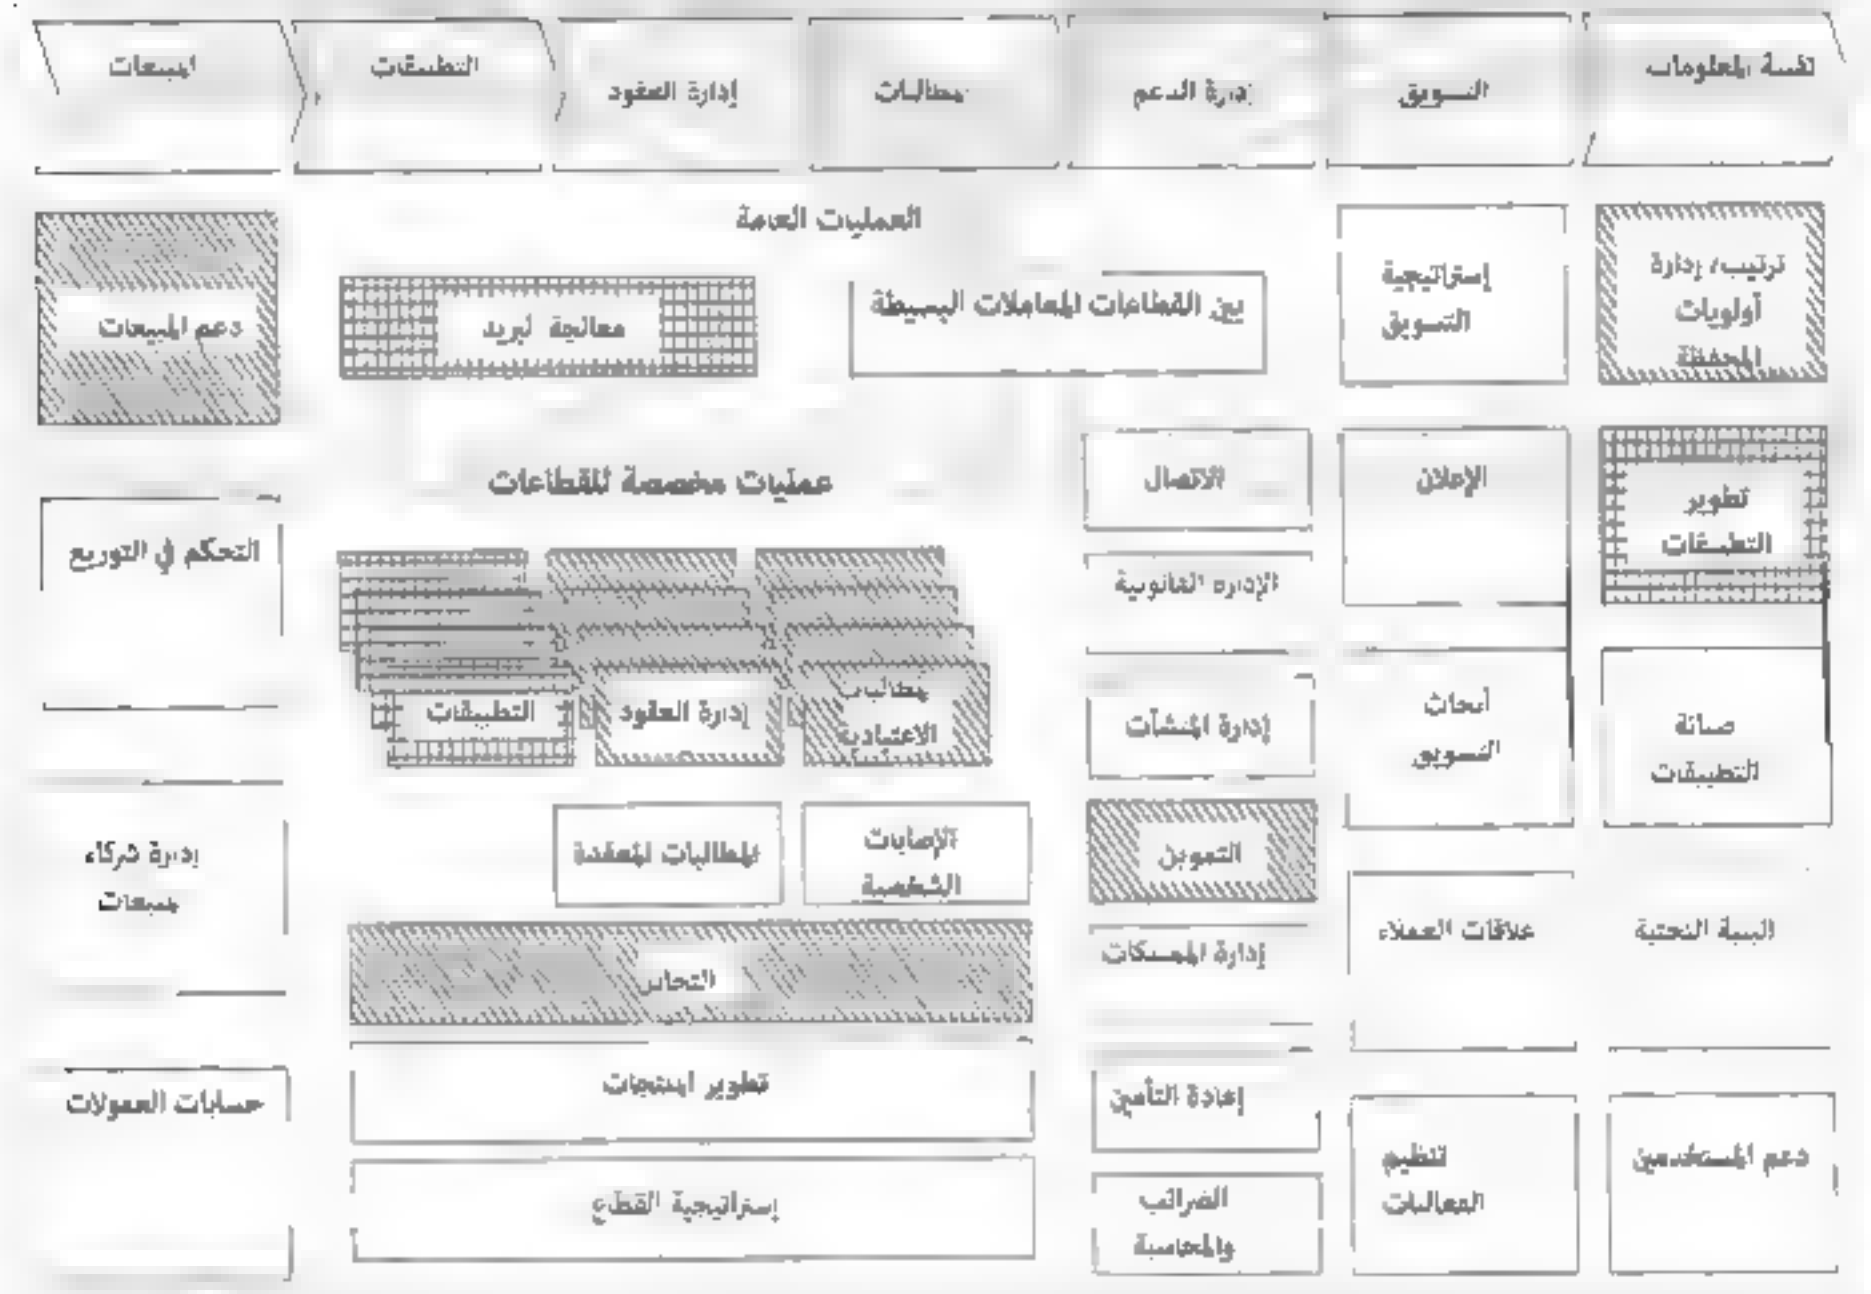 المبيعات
التطبيقات
إدارة العقود
مطالبات
إدارة الدعم
التسويق
تقنية المعلومات
العمليات العامة
دعم المبيعات
معالجة البريد
بين القطاعات المعاملات البسيطة
إستراتيجية
التسويق
ترتيب/ إدارة
أولويات
المحفظة
عمليات مخصصة للقطاعات
التحكم في التوزيع
الاتصال
الإعلان
تطوير
التطبيقات
الإدارة القانونية
التطبيقات
إدارة العقود
مطالبات
الاعتيادية
إدارة المنشآت
أبحاث
التسويق
صيانة
التطبيقات
إدارة شركاء
مبيعات
المطالبات المعقدة
الإصابات
الشخصية
التموين
إدارة الممتلكات
علاقات العملاء
البنية التحتية
حسابات العمولات
تطوير المنتجات
إعادة التأمين
تنظيم
الفعاليات
دعم المستخدمين
إستراتيجية القطاع
الضرائب
والمحاسبة